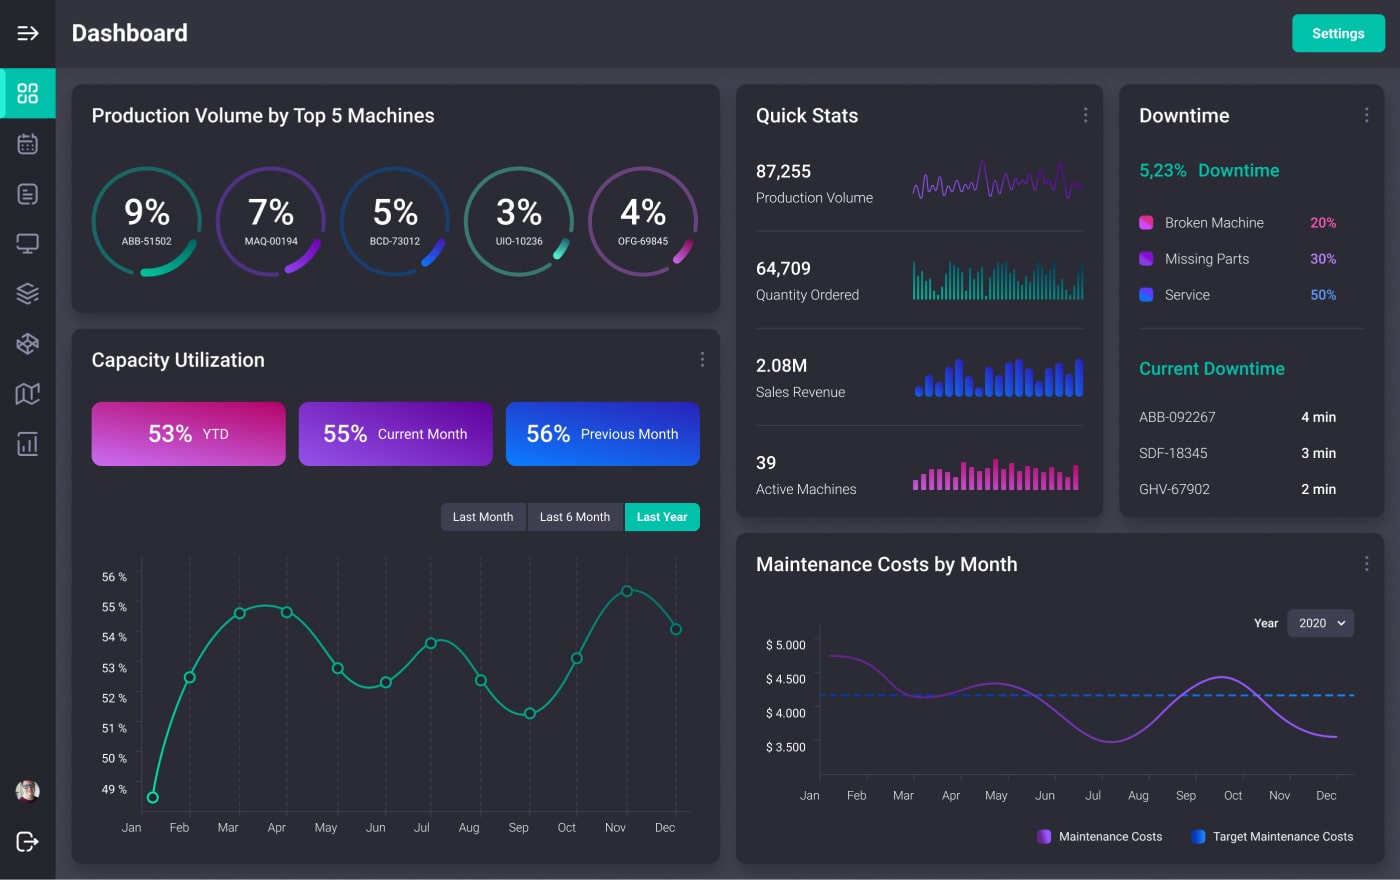 Dashboard
Settings
Production Volume by Top 5 Machines
9%
ABB-51502
7%
MAQ-00194
5%
BCD-73012
3%
UIO-10236
4%
OFG-69845
Capacity Utilization
53% YTD
55% Current Month
56% Previous Month
Last Month
Last 6 Month
Last Year
56 %
55 %
54 %
53 %
52 %
51 %
50 %
49 %
Jan Feb Mar Apr May Jun Jul Aug Sep Oct Nov Dec
Quick Stats
87,255
Production Volume
64,709
Quantity Ordered
2.08M
Sales Revenue
39
Active Machines
Downtime
5,23% Downtime
Broken Machine 20%
Missing Parts 30%
Service 50%
Current Downtime
ABB-092267 4 min
SDF-18345 3 min
GHV-67902 2 min
Maintenance Costs by Month
Year 2020
$ 5.000
$ 4.500
$ 4.000
$ 3.500
Jan Feb Mar Apr May Jun Jul Aug Sep Oct Nov Dec
Maintenance Costs
Target Maintenance Costs